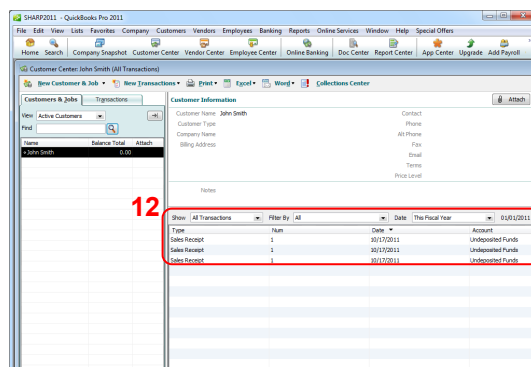 SHARP2011 - QuickBooks Pro 2011
File Edit View Lists Favorites Company Customers Vendors Employees Banking Reports Online Services Window Help Special Offers
Home Search Company Snapshot Customer Center Vendor Center Employee Center Online Banking Doc Center Report Center App Center Upgrade Add Payroll
Customer Center: John Smith (All Transactions)
New Customer & Job New Transactions Print Excel Word Collections Center
Customers & Jobs Transactions
View Active Customers
Find
Name Balance Total Attach
John Smith 0.00
Customer Information
Attach
Customer Name John Smith Contact
Customer Type Phone
Company Name Alt Phone
Billing Address Fax
Email
Terms
Price Level
Notes
12
Show All Transactions Filter By All Date This Fiscal Year 01/01/2011
Type Num Date Account
Sales Receipt 1 10/17/2011 Undeposited Funds
Sales Receipt 1 10/17/2011 Undeposited Funds
Sales Receipt 1 10/17/2011 Undeposited Funds